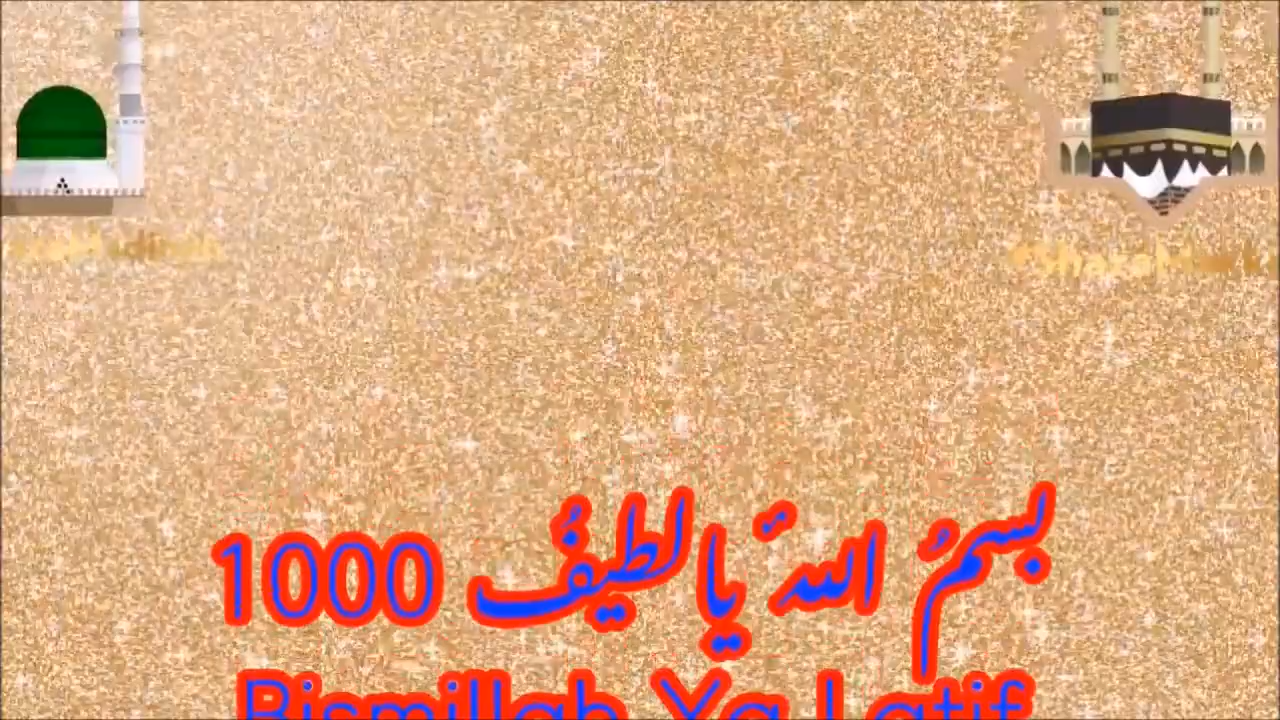 بسمُ اللہُ یا لطیفُ 1000
Bismillah Ya Latif